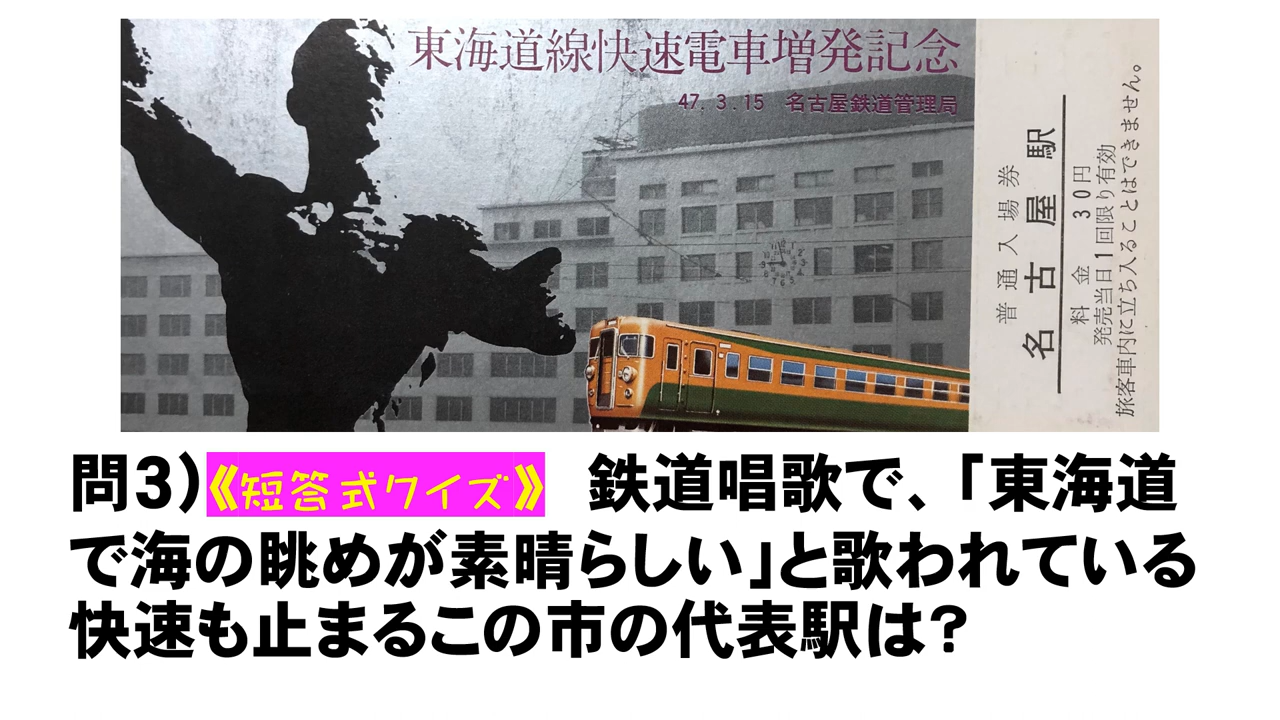 東海道線快速電車増発記念
47.3.15 名古屋鉄道管理局
普通入場券
名古屋駅
料金 30円
発売当日1回限り有効
旅客車内に立ち入ることはできません。
問3)《短答式クイズ》 鉄道唱歌で、「東海道
で海の眺めが素晴らしい」と歌われている
快速も止まるこの市の代表駅は？